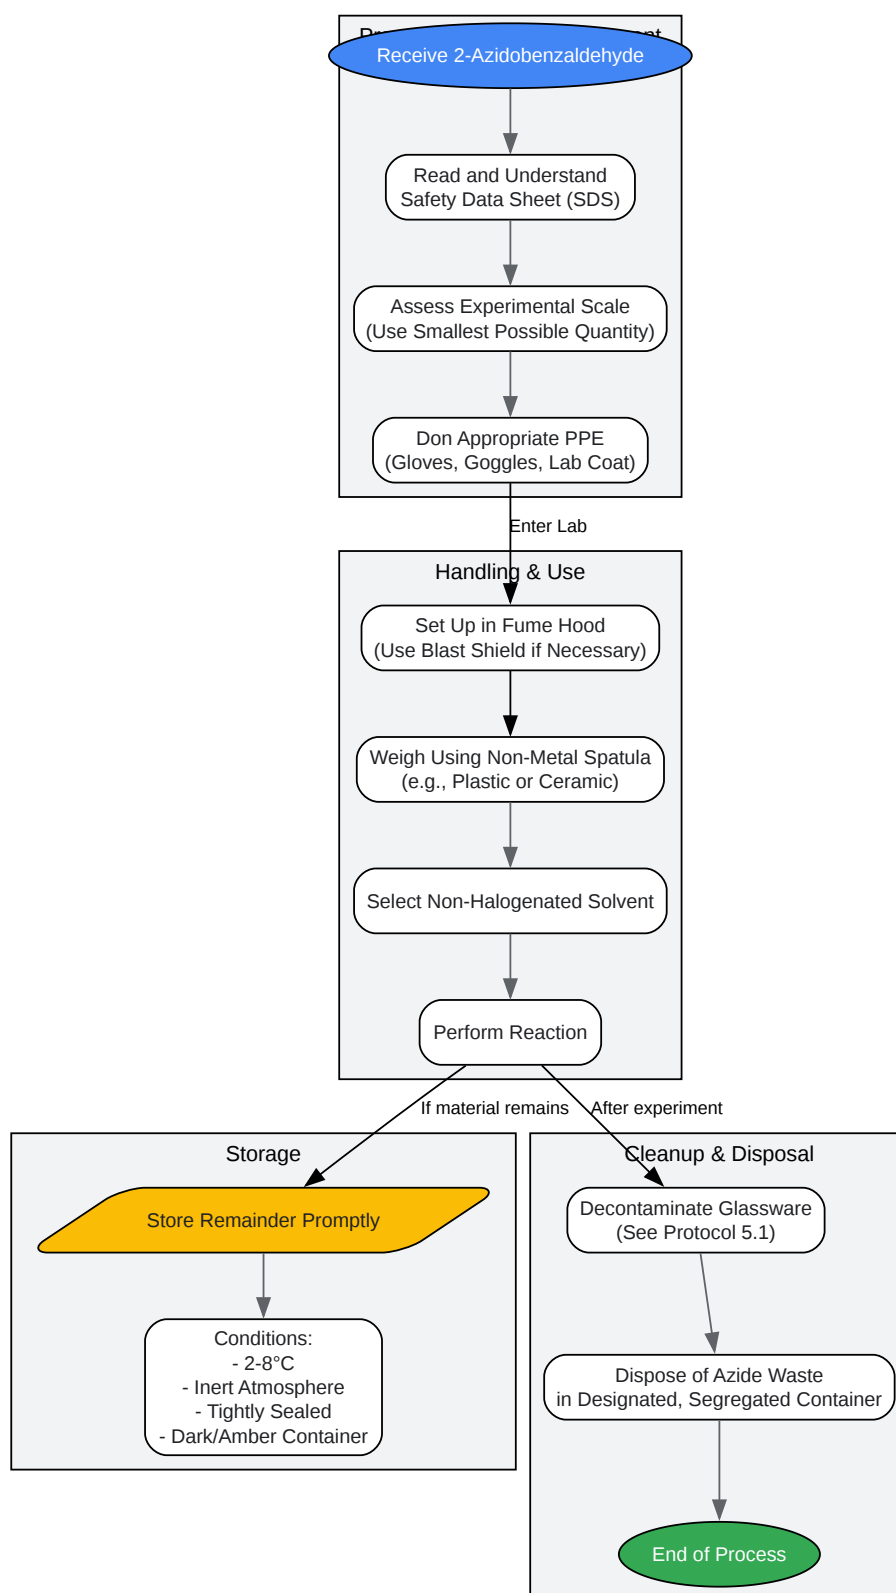 Receive 2-Azidobenzaldehyde
Read and Understand
Safety Data Sheet (SDS)
Assess Experimental Scale
(Use Smallest Possible Quantity)
Don Appropriate PPE
(Gloves, Goggles, Lab Coat)
Enter Lab
Handling & Use
Set Up in Fume Hood
(Use Blast Shield if Necessary)
Weigh Using Non-Metal Spatula
(e.g., Plastic or Ceramic)
Select Non-Halogenated Solvent
Perform Reaction
If material remains
After experiment
Storage
Store Remainder Promptly
Conditions:
- 2-8°C
- Inert Atmosphere
- Tightly Sealed
- Dark/Amber Container
Cleanup & Disposal
Decontaminate Glassware
(See Protocol 5.1)
Dispose of Azide Waste
in Designated, Segregated Container
End of Process